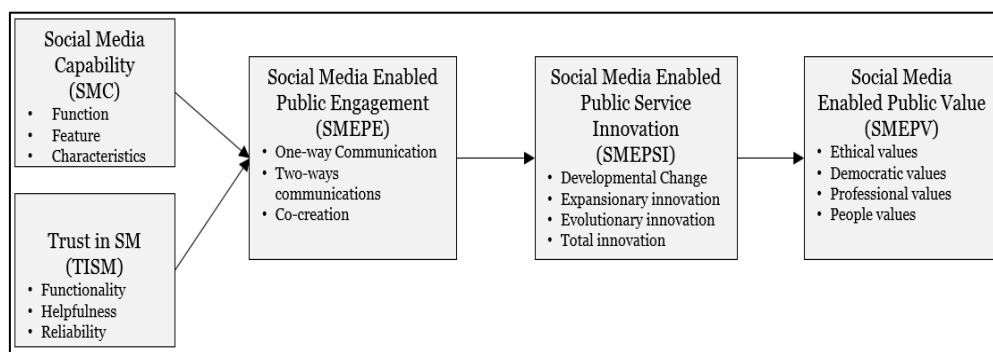 Social Media
Capability
(SMC)
• Function
• Feature
• Characteristics
Trust in SM
(TISM)
• Functionality
• Helpfulness
• Reliability
Social Media Enabled
Public Engagement
(SMEPE)
• One-way Communication
• Two-ways
communications
• Co-creation
Social Media Enabled
Public Service
Innovation
(SMEPSI)
• Developmental Change
• Expansionary innovation
• Evolutionary innovation
• Total innovation
Social Media
Enabled Public Value
(SMEPV)
• Ethical values
• Democratic values
• Professional values
• People values